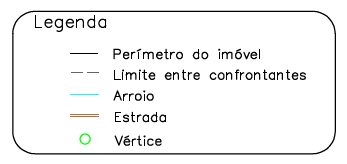 Legenda
Perímetro do imóvel
Limite entre confrontantes
Arroio
Estrada
Vértice